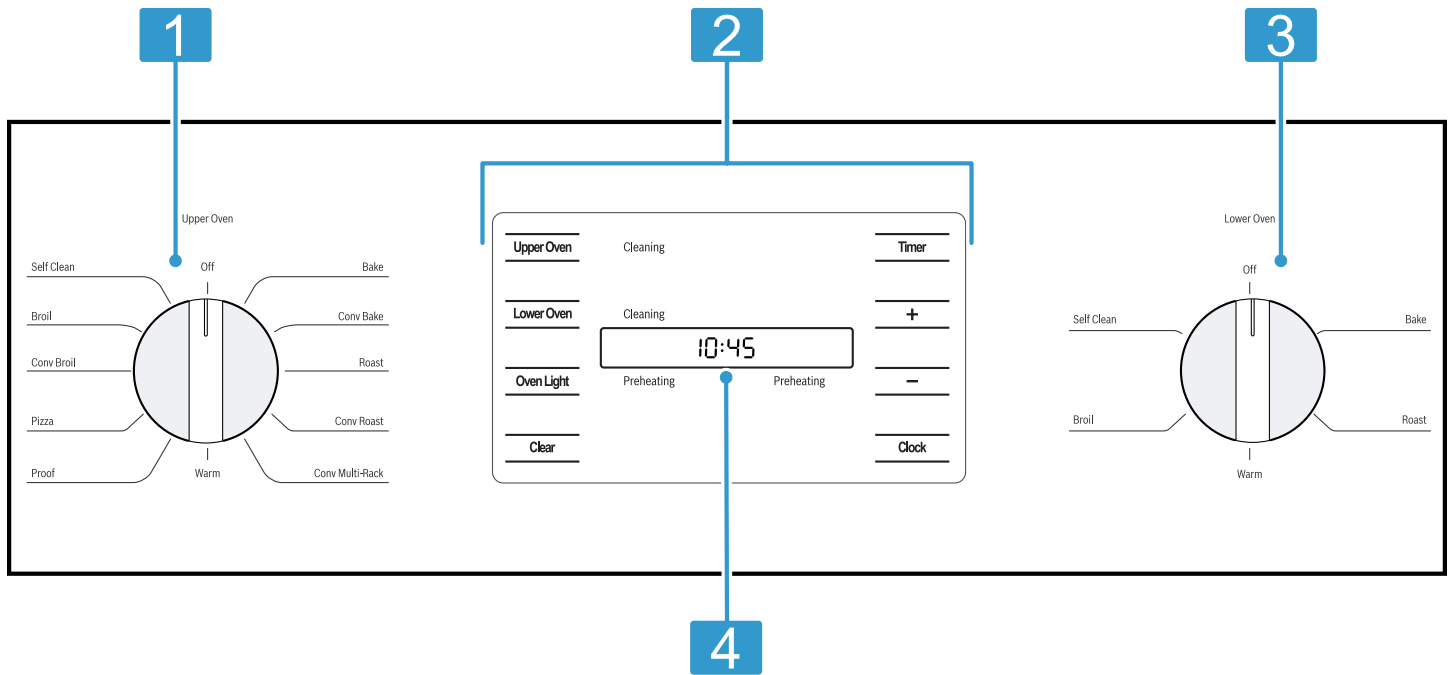 1
2
3
Upper Oven
Lower Oven
Self Clean
Off
Bake
Broil
Conv Bake
Conv Broil
Roast
Pizza
Conv Roast
Proof
Warm
Conv Multi-Rack
Upper Oven
Cleaning
Timer
Lower Oven
Cleaning
+
10:45
Oven Light
Preheating
Preheating
−
Clear
Clock
Off
Self Clean
Bake
Broil
Roast
Warm
4